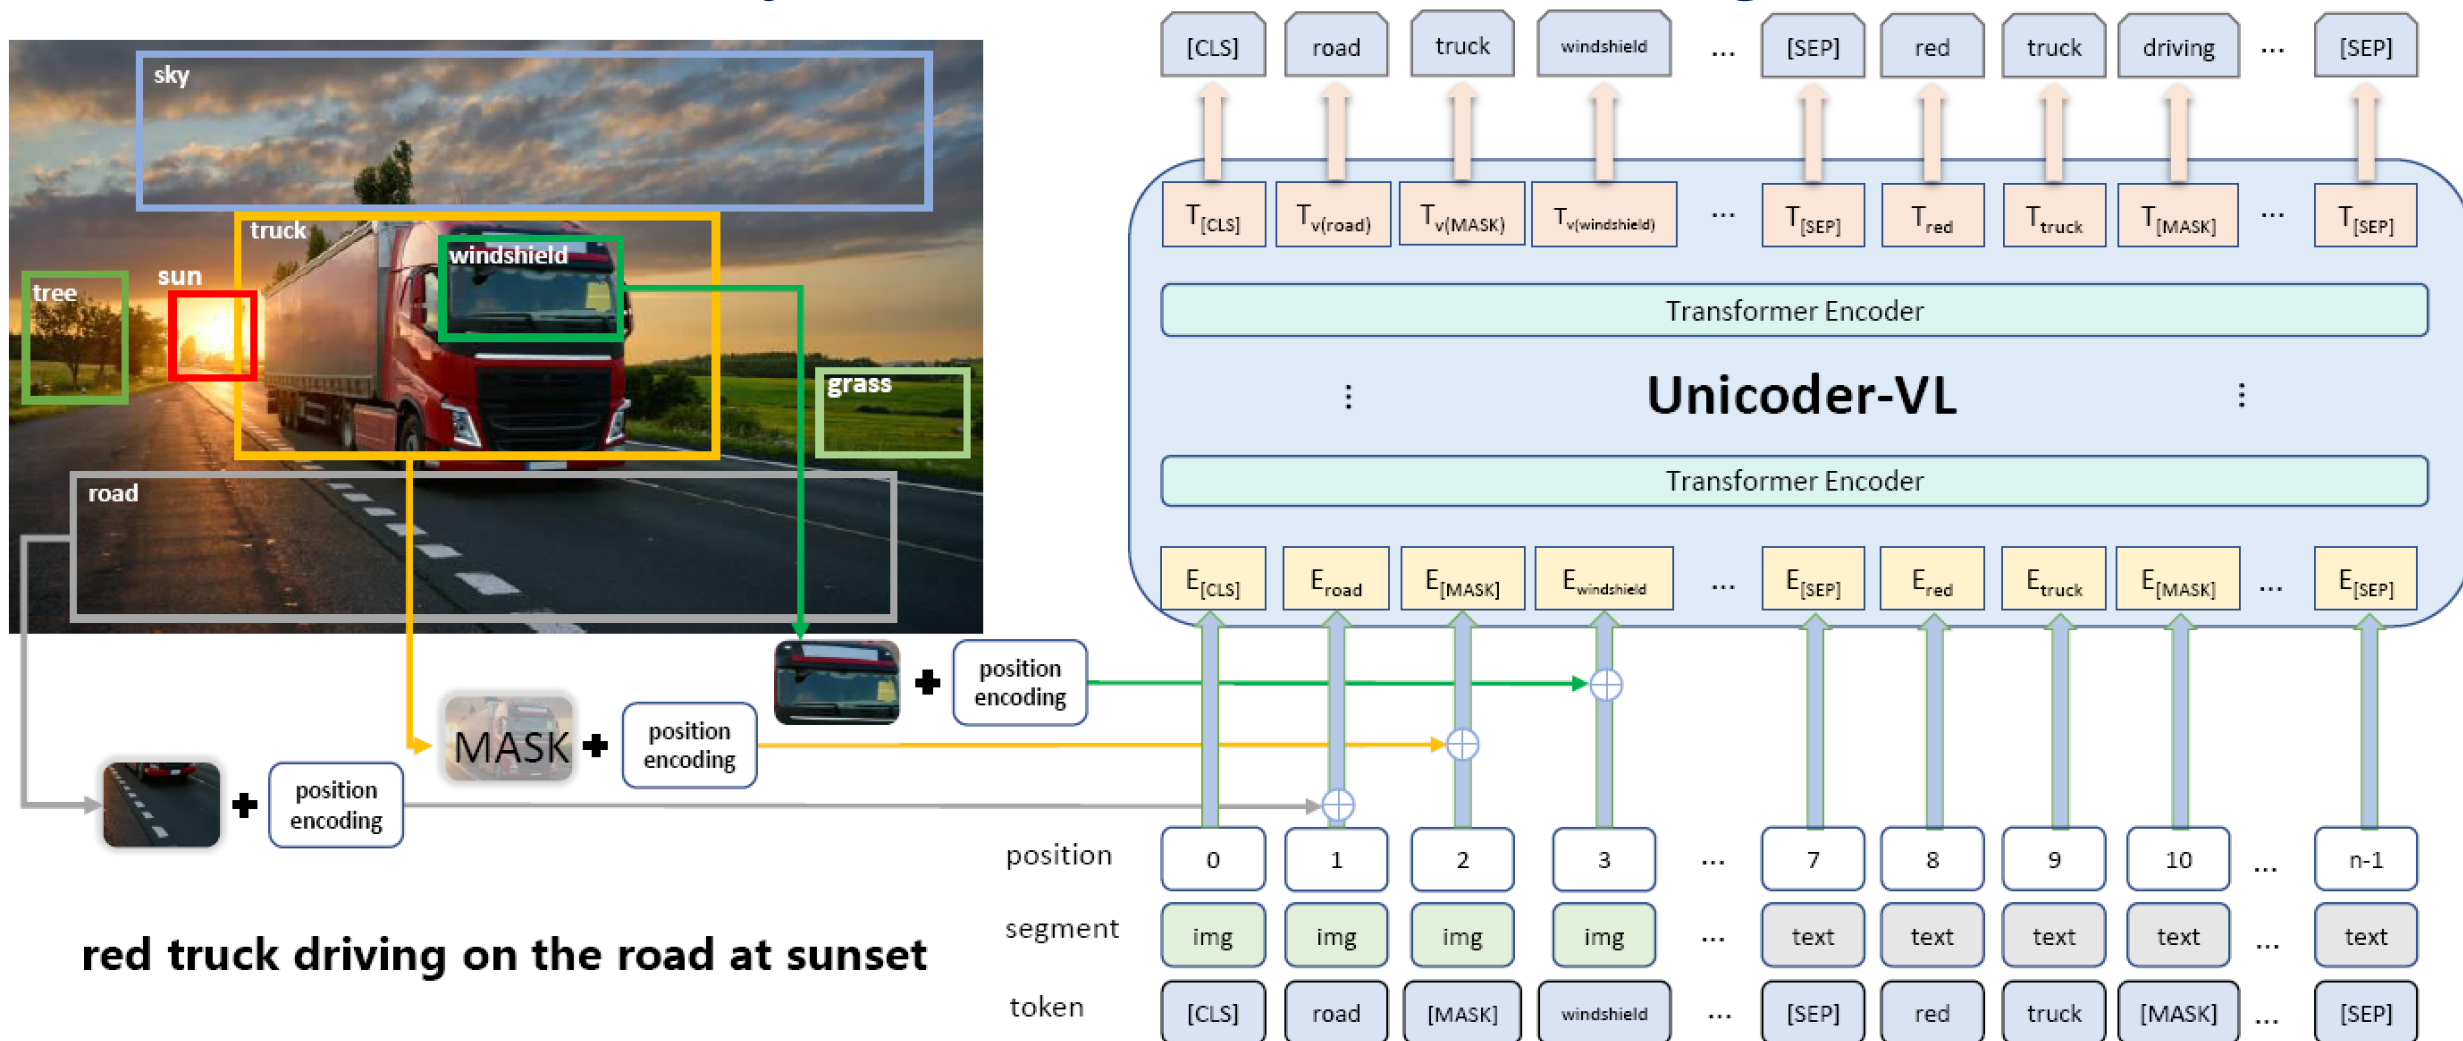 sky
truck
windshield
sun
tree
grass
road
MASK
position
encoding
position
encoding
position
encoding
red truck driving on the road at sunset
[CLS] road truck windshield ... [SEP] red truck driving ... [SEP]
T[CLS] Tv(road) Tv(MASK) Tv(windshield) ... T[SEP] Tred Ttruck T[MASK] ... T[SEP]
Transformer Encoder
Unicoder-VL
Transformer Encoder
E[CLS] Eroad E[MASK] Ewindshield ... E[SEP] Ered Etruck E[MASK] ... E[SEP]
position 0 1 2 3 ... 7 8 9 10 ... n-1
segment img img img img ... text text text text ... text
token [CLS] road [MASK] windshield ... [SEP] red truck [MASK] ... [SEP]